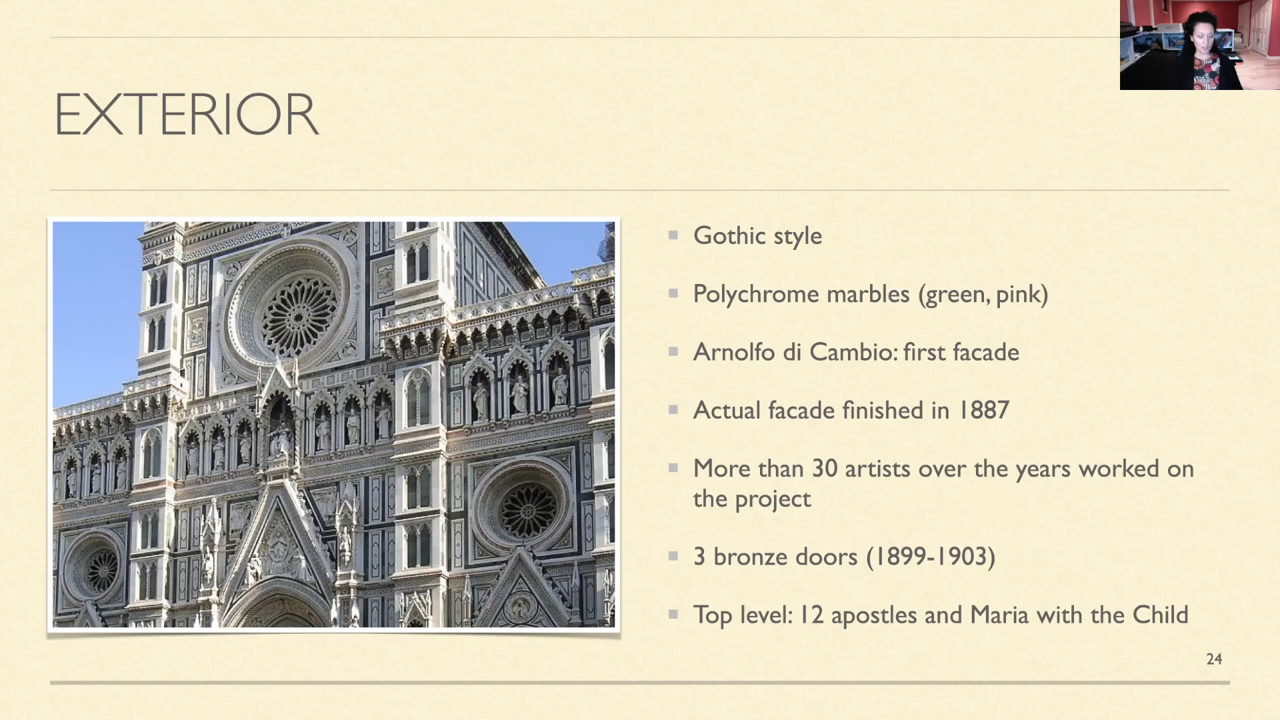 EXTERIOR
Gothic style
Polychrome marbles (green, pink)
Arnolfo di Cambio: first facade
Actual facade finished in 1887
More than 30 artists over the years worked on
the project
3 bronze doors (1899-1903)
Top level: 12 apostles and Maria with the Child
24